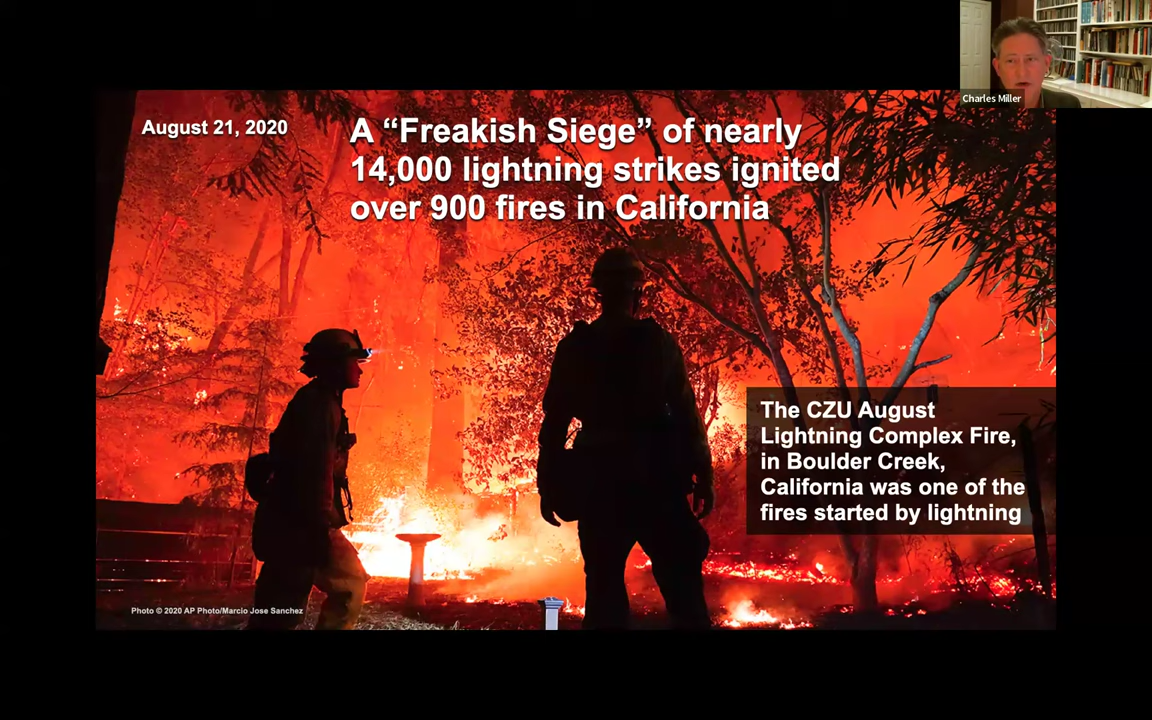 Charles Miller
August 21, 2020
A “Freakish Siege” of nearly
14,000 lightning strikes ignited
over 900 fires in California
The CZU August
Lightning Complex Fire,
in Boulder Creek,
California was one of the
fires started by lightning
Photo © 2020 AP Photo/Marcio Jose Sanchez